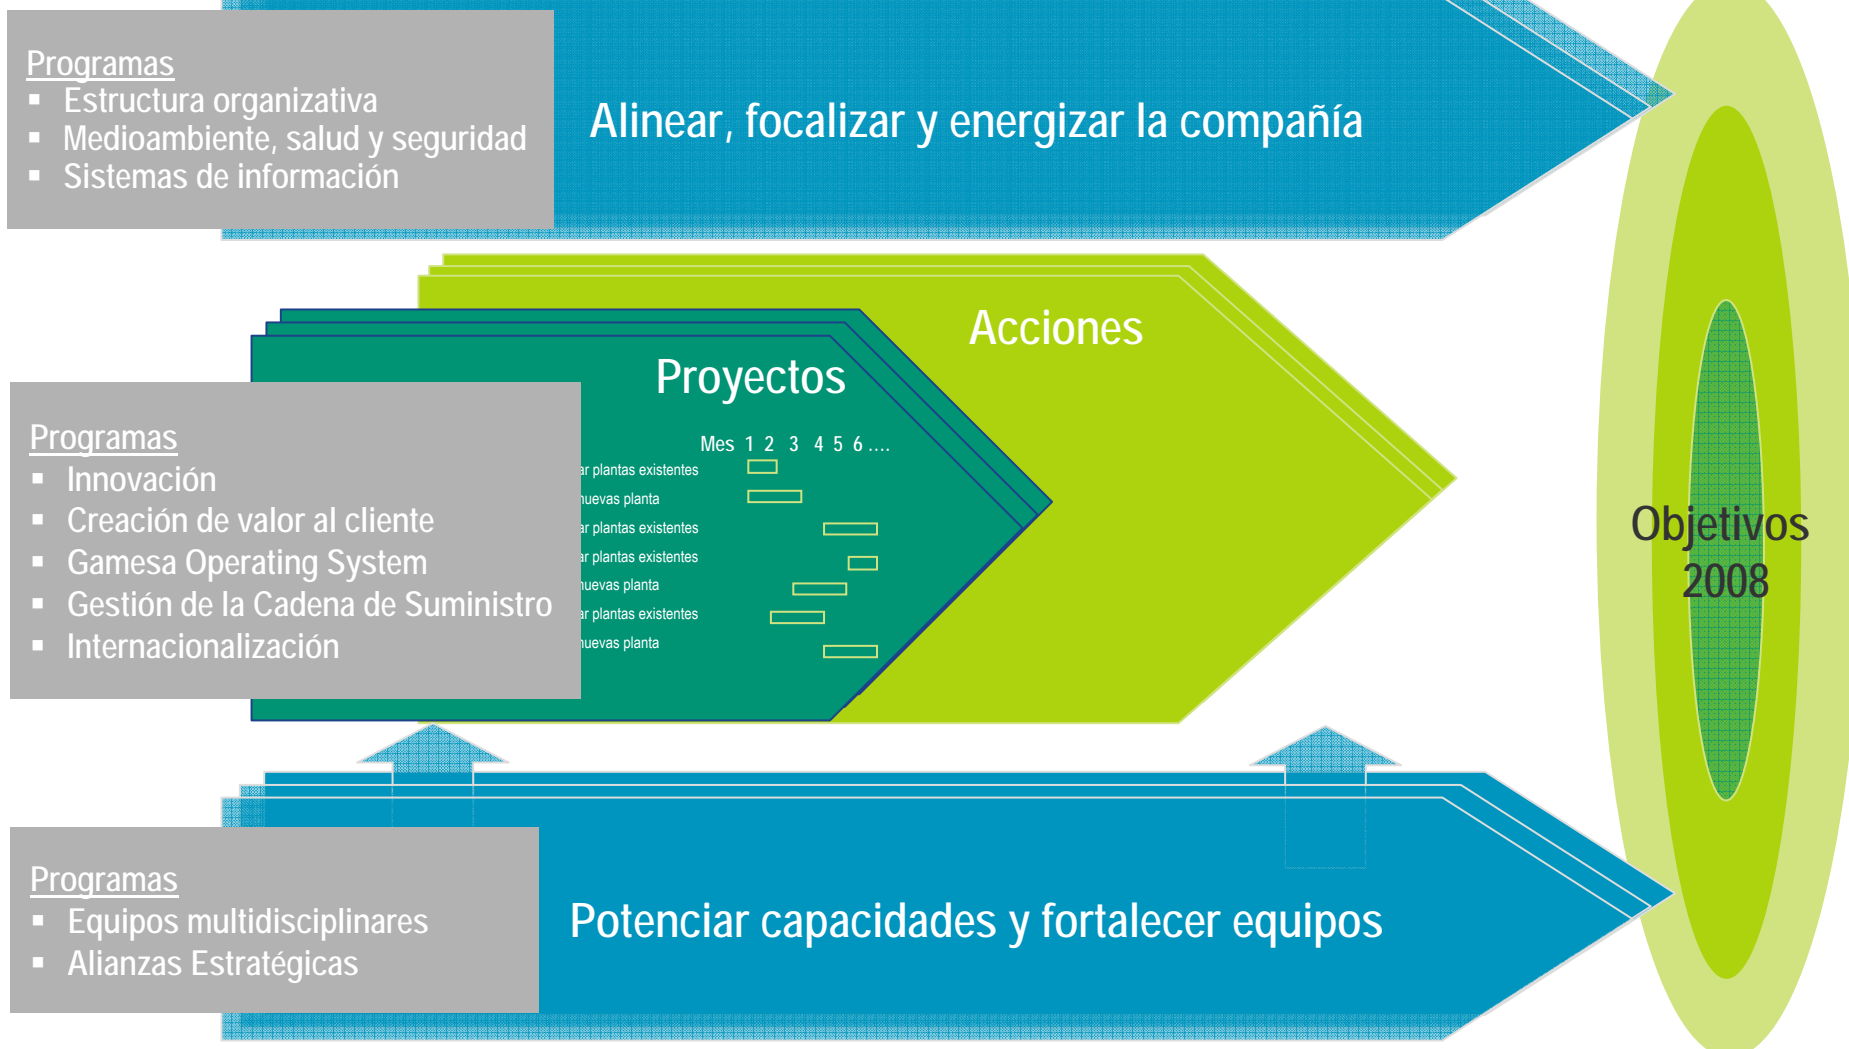 Programas
▪ Estructura organizativa
▪ Medioambiente, salud y seguridad
▪ Sistemas de información
Alinear, focalizar y energizar la compañía
Acciones
Proyectos
Mes 1 2 3 4 5 6 ....
plantas existentes
planta
plantas existentes
plantas existentes
planta
plantas existentes
planta
Programas
▪ Innovación
▪ Creación de valor al cliente
▪ Gamesa Operating System
▪ Gestión de la Cadena de Suministro
▪ Internacionalización
Objetivos
2008
Programas
▪ Equipos multidisciplinares
▪ Alianzas Estratégicas
Potenciar capacidades y fortalecer equipos